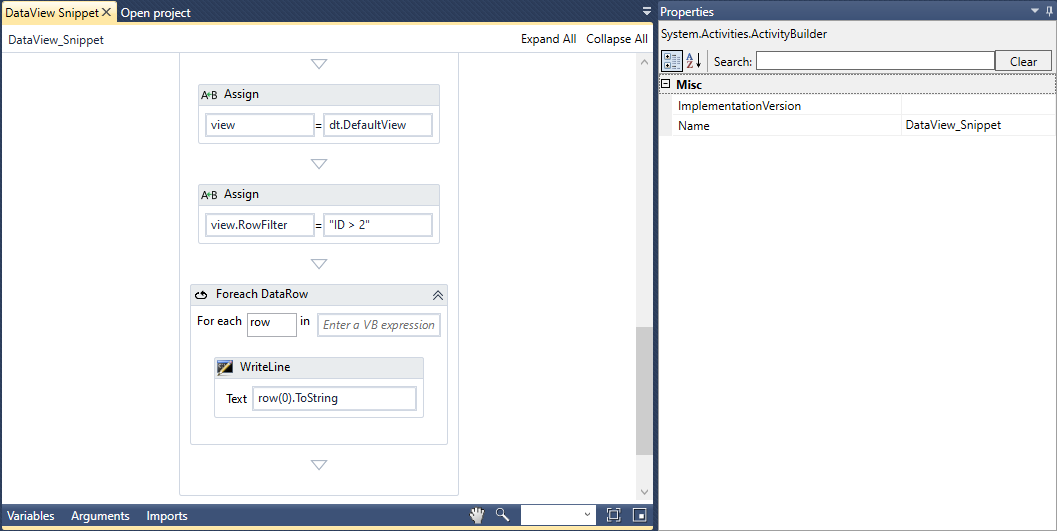 DataView Snippet Open project
DataView_Snippet Expand All Collapse All
A+B Assign
view = dt.DefaultView
A+B Assign
view.RowFilter = "ID > 2"
Foreach DataRow
For each row in Enter a VB expression
WriteLine
Text row(0).ToString
Variables Arguments Imports
Properties
System.Activities.ActivityBuilder
AZ Search: Clear
Misc
ImplementationVersion
Name DataView_Snippet